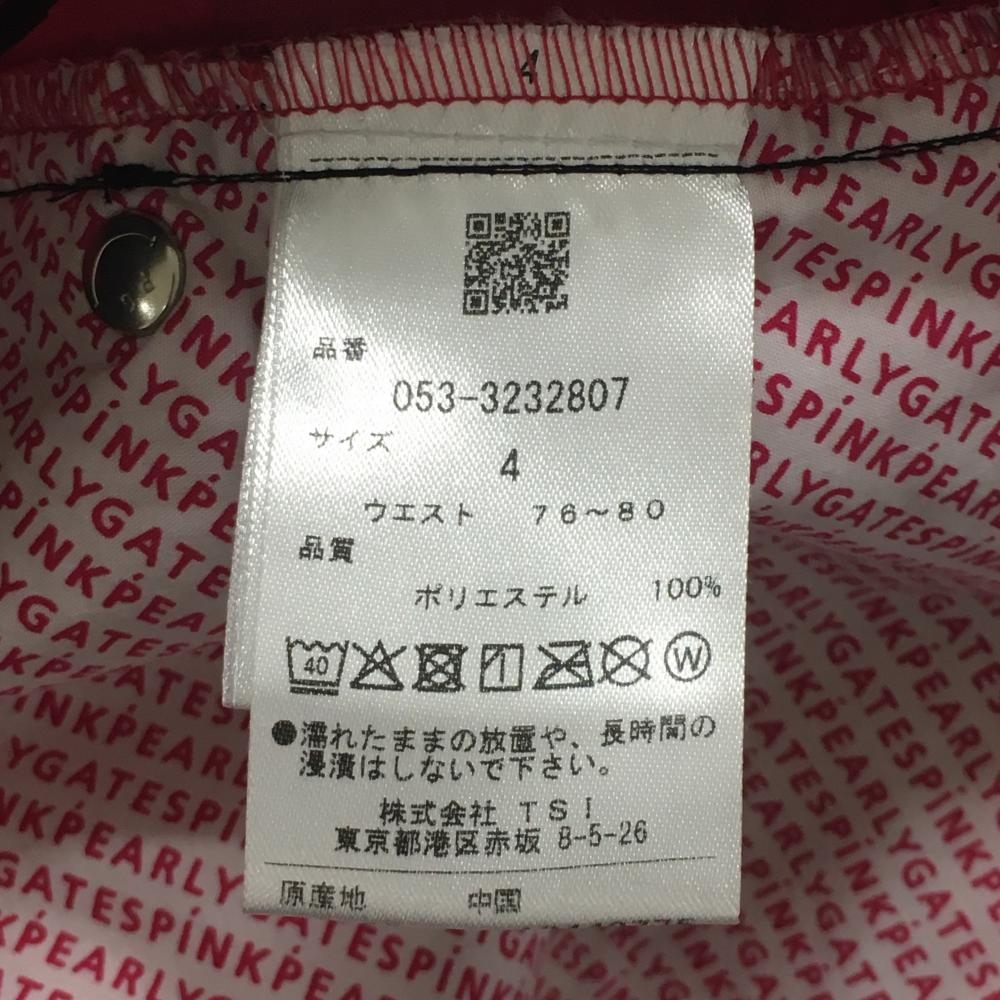 4
品番
053-3232807
サイズ
4
ウエスト 76～80
品質
ポリエステル 100%
40
W
●濡れたままの放置や、長時間の
浸漬はしないで下さい。
株式会社 TSI
東京都港区赤坂 8-5-26
原産地 中国
PINKPEARLYGATESPINKPEARLYGATES